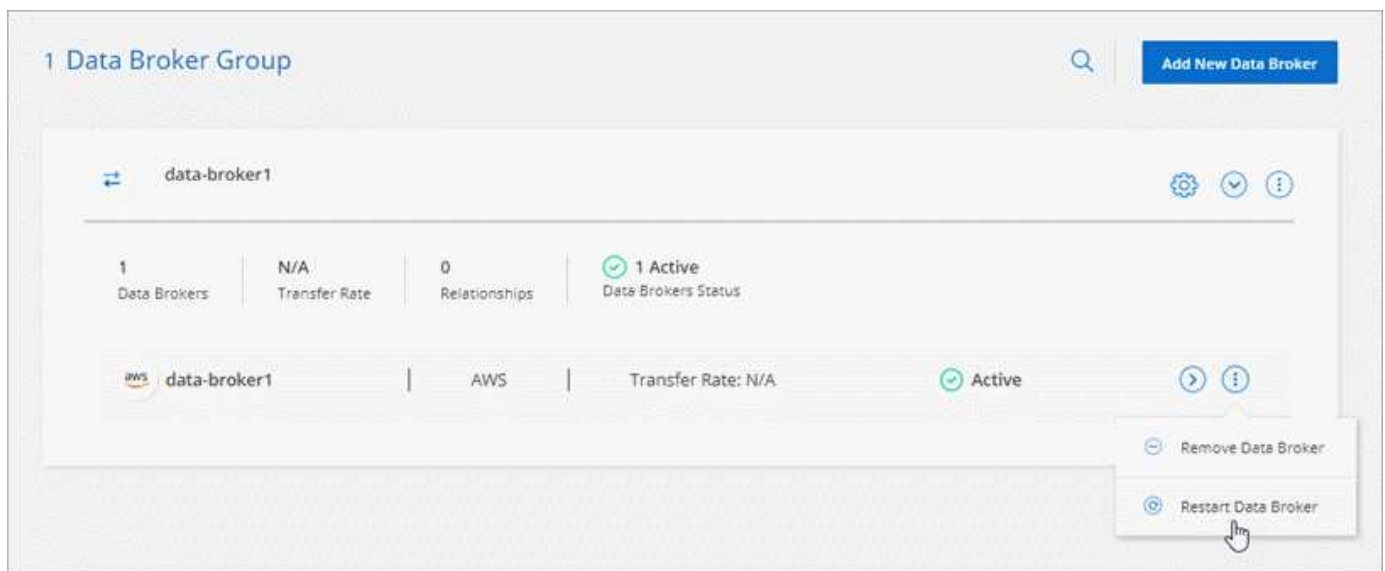 1 Data Broker Group
Add New Data Broker
data-broker1
1
Data Brokers
N/A
Transfer Rate
0
Relationships
1 Active
Data Brokers Status
aws
data-broker1
AWS
Transfer Rate: N/A
Active
Remove Data Broker
Restart Data Broker